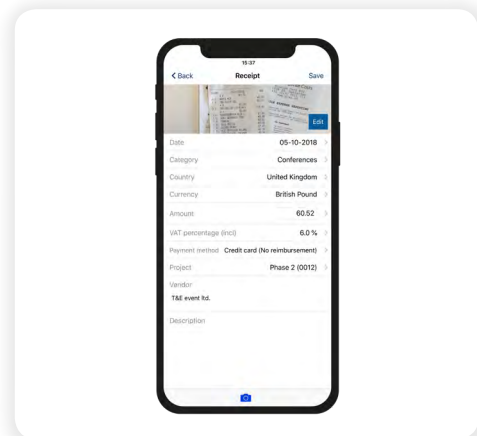 15:37
Back Receipt Save
Edit
Date 05-10-2018
Category Conferences
Country United Kingdom
Currency British Pound
Amount 60.52
VAT percentage (incl) 6.0 %
Payment method Credit card (No reimbursement)
Project Phase 2 (0012)
Vendor
T&E event ltd.
Description